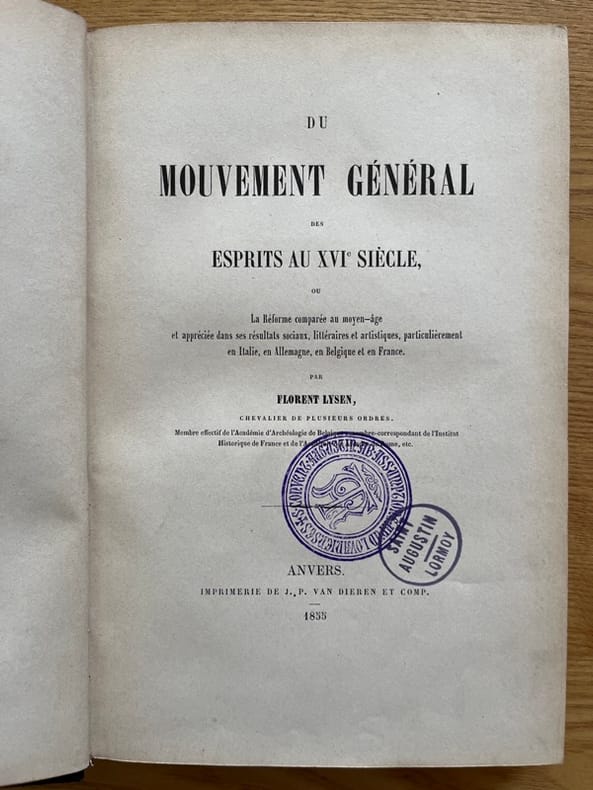 DU
MOUVEMENT GÉNÉRAL
DES
ESPRITS AU XVIe SIÈCLE,
OU
La Réforme comparée au moyen-âge
et appréciée dans ses résultats sociaux, littéraires et artistiques, particulièrement
en Italie, en Allemagne, en Belgique et en France.
PAR
FLORENT LYSEN,
CHEVALIER DE PLUSIEURS ORDRES.
Membre effectif de l'Académie d'Archéologie de Belgique, membre-correspondant de l'Institut
Historique de France et de l' Rome, etc.
SAINT
AUGUSTIN
LORMOY
ANVERS.
IMPRIMERIE DE J. P. VAN DIEREN ET COMP.
1855